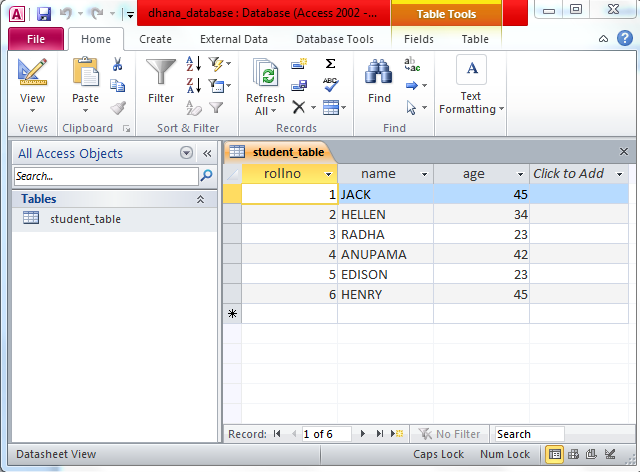 dhana_database : Database (Access 2002 - ...
Table Tools
File
Home
Create
External Data
Database Tools
Fields
Table
View
Views
Paste
Clipboard
Filter
Sort & Filter
Refresh
All
Records
Find
Find
Text
Formatting
All Access Objects
Search...
Tables
student_table
student_table
rollno name age Click to Add
1 JACK 45
2 HELLEN 34
3 RADHA 23
4 ANUPAMA 42
5 EDISON 23
6 HENRY 45
Record: 1 of 6 No Filter Search
Datasheet View
Caps Lock Num Lock